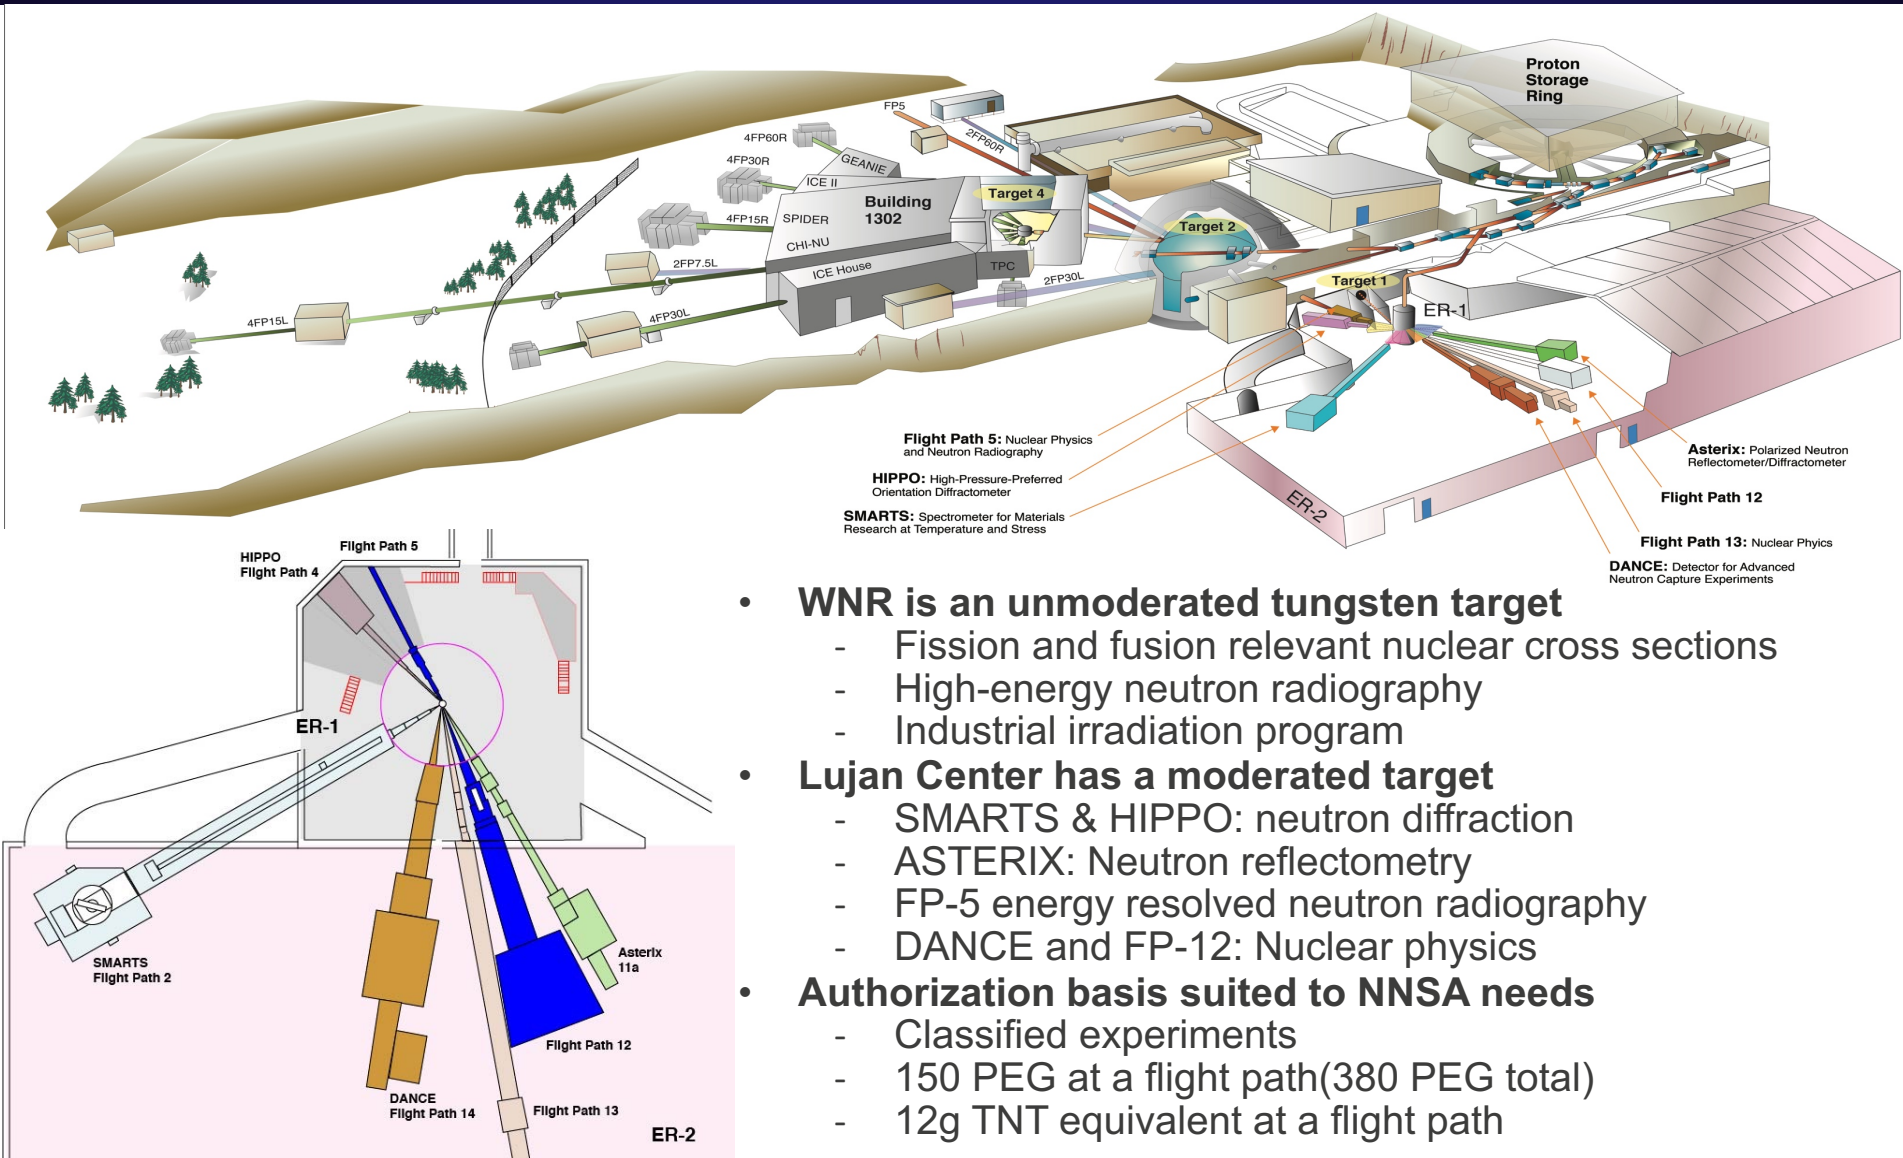 Proton
Storage
Ring
FP5
2FP60R
4FP60R
GEANIE
4FP30R
ICE II
Target 4
Building
1302
4FP15R
SPIDER
Target 2
CHI-NU
2FP7.5L
ICE House
TPC
2FP30L
Target 1
ER-1
4FP15L
4FP30L
Flight Path 5: Nuclear Physics
and Neutron Radiography
HIPPO: High-Pressure-Preferred
Orientation Diffractometer
SMARTS: Spectrometer for Materials
Research at Temperature and Stress
ER-2
Asterix: Polarized Neutron
Reflectometer/Diffractometer
Flight Path 12
Flight Path 13: Nuclear Phyics
DANCE: Detector for Advanced
Neutron Capture Experiments
HIPPO
Flight Path 4
Flight Path 5
ER-1
SMARTS
Flight Path 2
Asterix
11a
Flight Path 12
DANCE
Flight Path 14
Flight Path 13
ER-2
• WNR is an unmoderated tungsten target
- Fission and fusion relevant nuclear cross sections
- High-energy neutron radiography
- Industrial irradiation program
• Lujan Center has a moderated target
- SMARTS & HIPPO: neutron diffraction
- ASTERIX: Neutron reflectometry
- FP-5 energy resolved neutron radiography
- DANCE and FP-12: Nuclear physics
• Authorization basis suited to NNSA needs
- Classified experiments
- 150 PEG at a flight path(380 PEG total)
- 12g TNT equivalent at a flight path